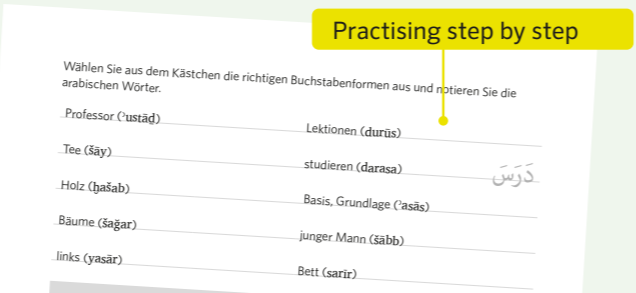 Practising step by step
Wählen Sie aus dem Kästchen die richtigen Buchstabenformen aus und notieren Sie die
arabischen Wörter.
Professor (ʾustāḏ)
Lektionen (durūs)
Tee (šāy)
studieren (darasa) دَرَسَ
Holz (ḫašab)
Basis, Grundlage (ʾasās)
Bäume (šaǧar)
junger Mann (šābb)
links (yasār)
Bett (sarīr)